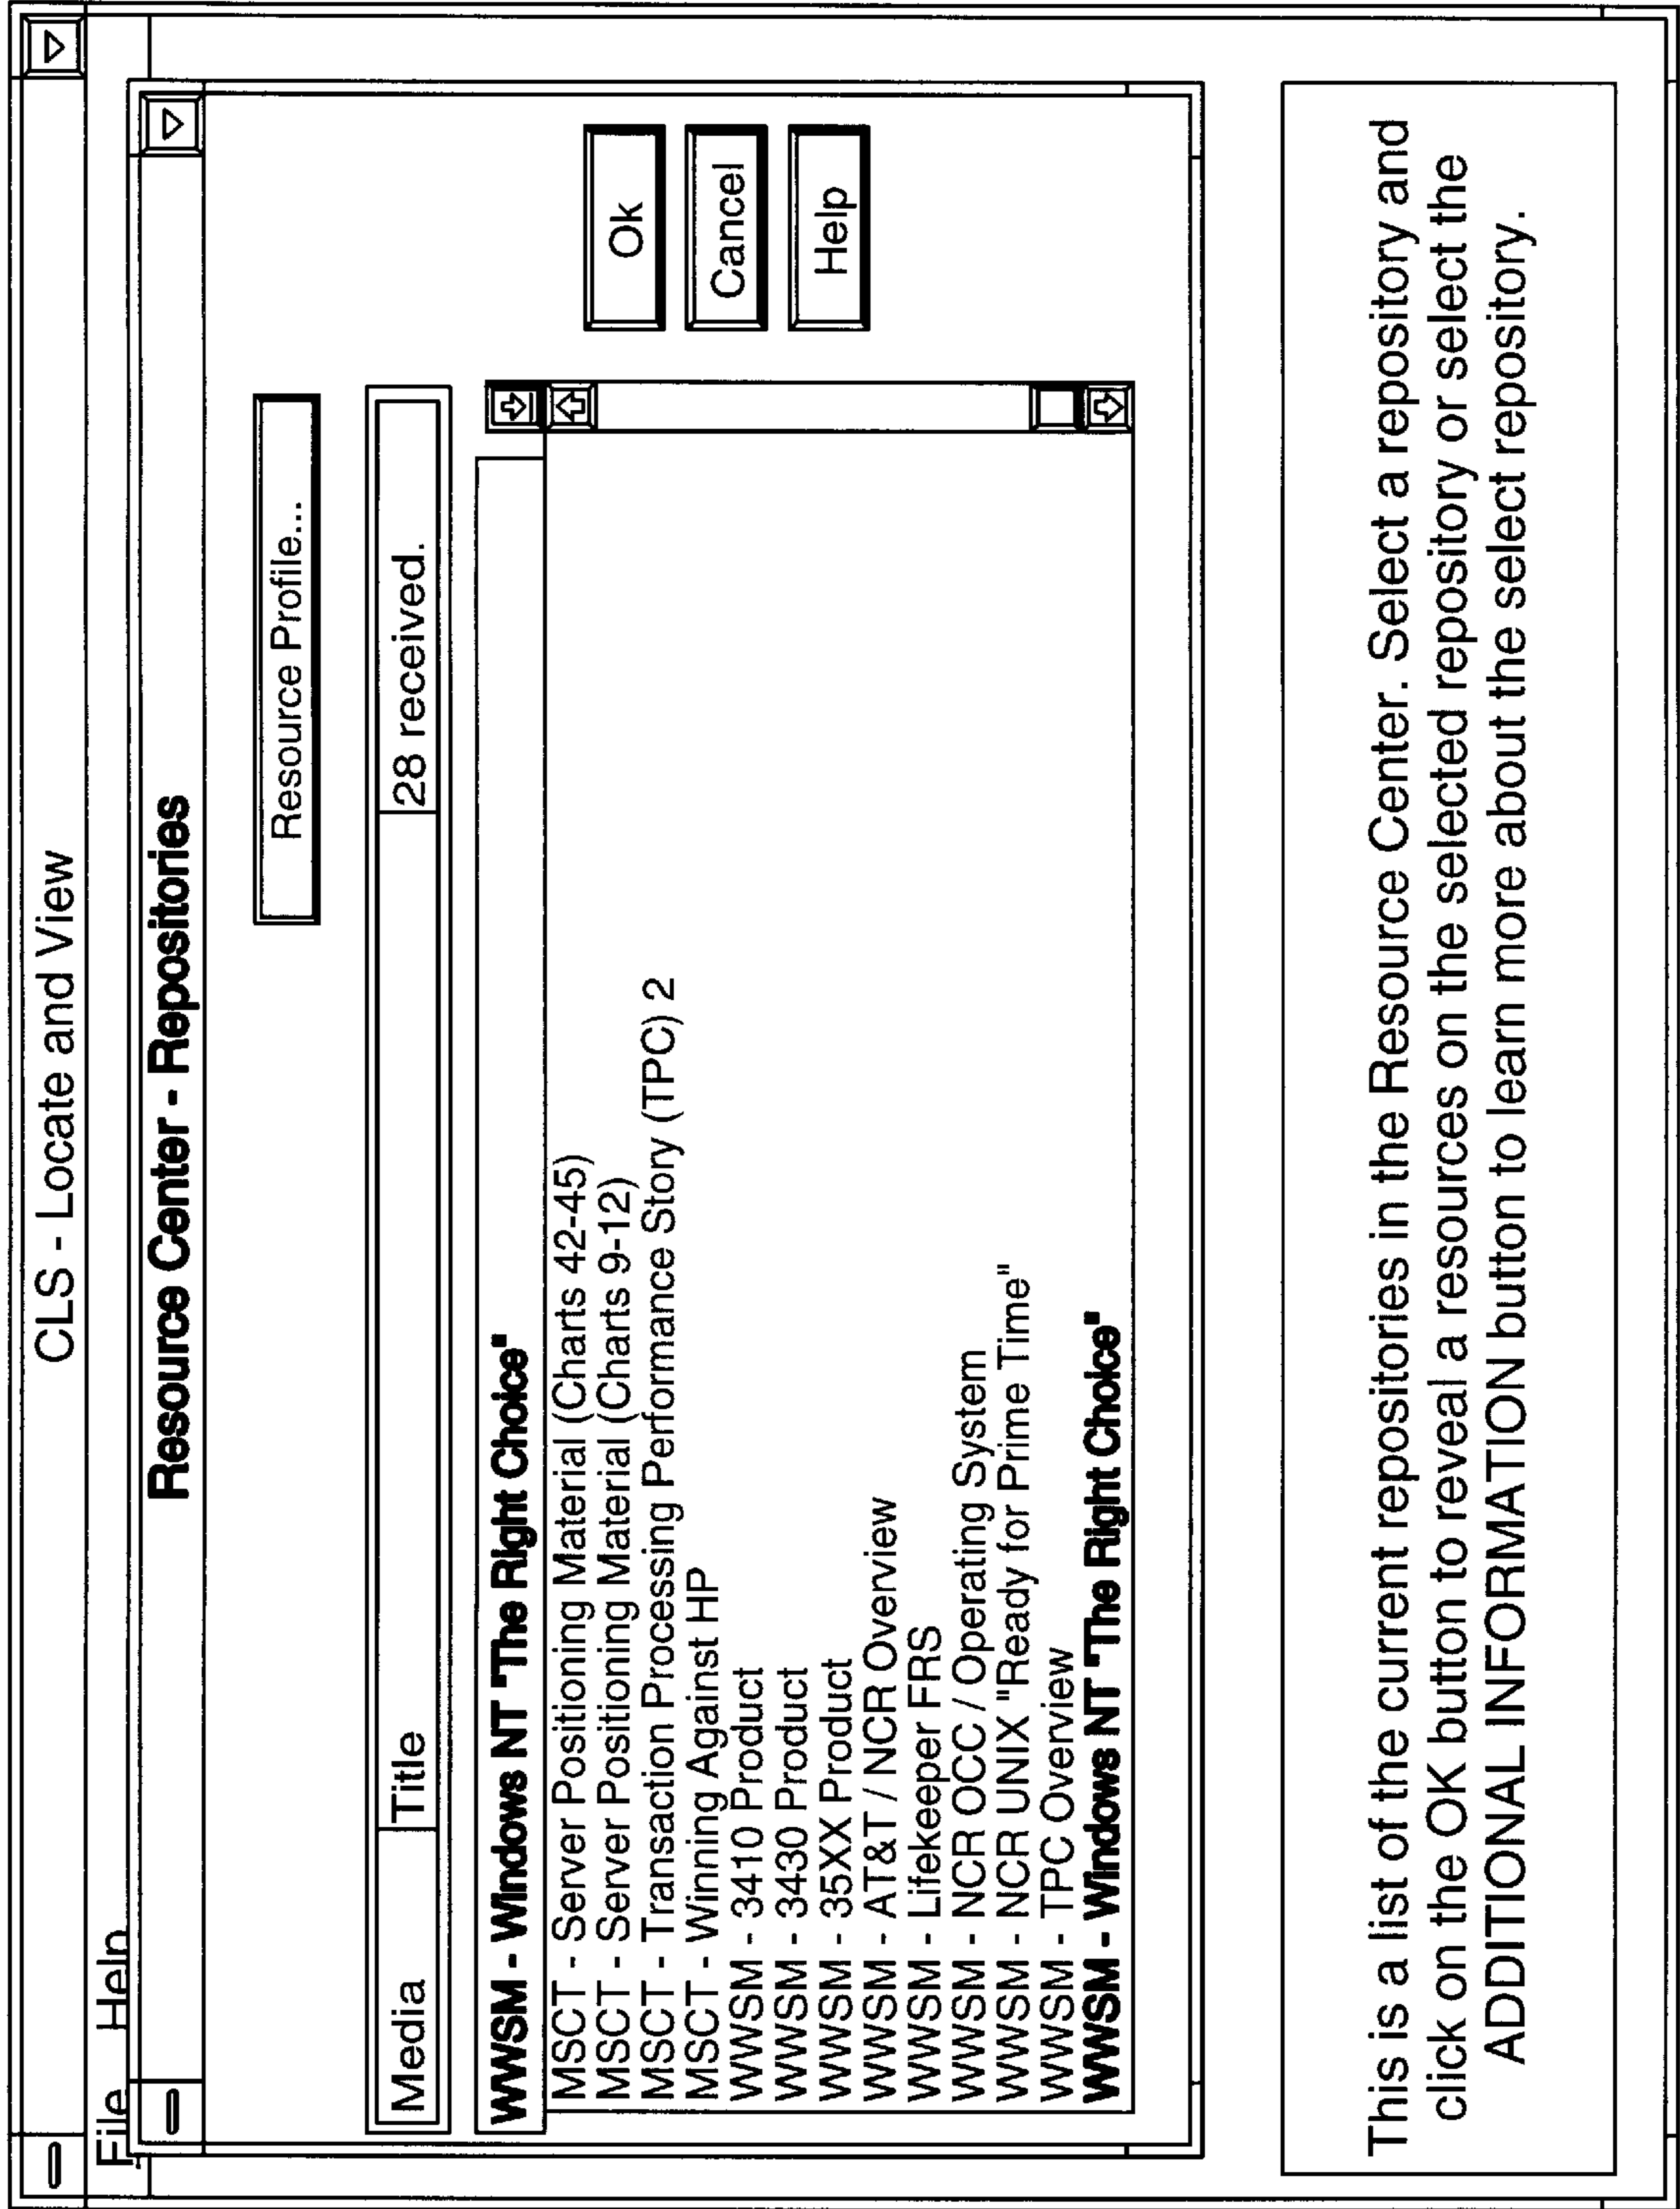 CLS - Locate and View
File Help
Resource Center - Repositories
Resource Profile...
Media Title 28 received.
WWSM - Windows NT "The Right Choice"
MSCT - Server Positioning Material (Charts 42-45)
MSCT - Server Positioning Material (Charts 9-12)
MSCT - Transaction Processing Performance Story (TPC) 2
MSCT - Winning Against HP
WWSM - 3410 Product
WWSM - 3430 Product
WWSM - 35XX Product
WWSM - AT&T / NCR Overview
WWSM - Lifekeeper FRS
WWSM - NCR OCC / Operating System
WWSM - NCR UNIX "Ready for Prime Time"
WWSM - TPC Overview
WWSM - Windows NT "The Right Choice"
Ok
Cancel
Help
This is a list of the current repositories in the Resource Center. Select a repository and
click on the OK button to reveal a resources on the selected repository or select the
ADDITIONAL INFORMATION button to learn more about the select repository.